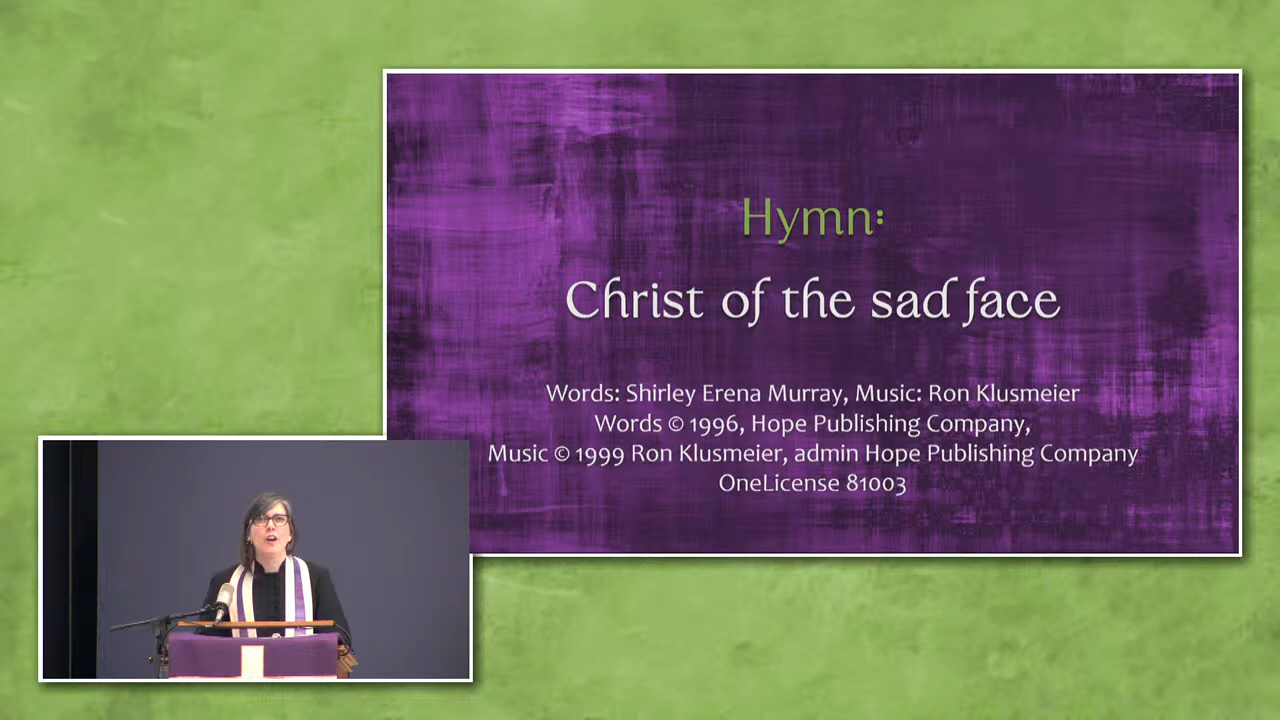 Hymn:
Christ of the sad face
Words: Shirley Erena Murray, Music: Ron Klusmeier
Words © 1996, Hope Publishing Company,
Music © 1999 Ron Klusmeier, admin Hope Publishing Company
OneLicense 81003